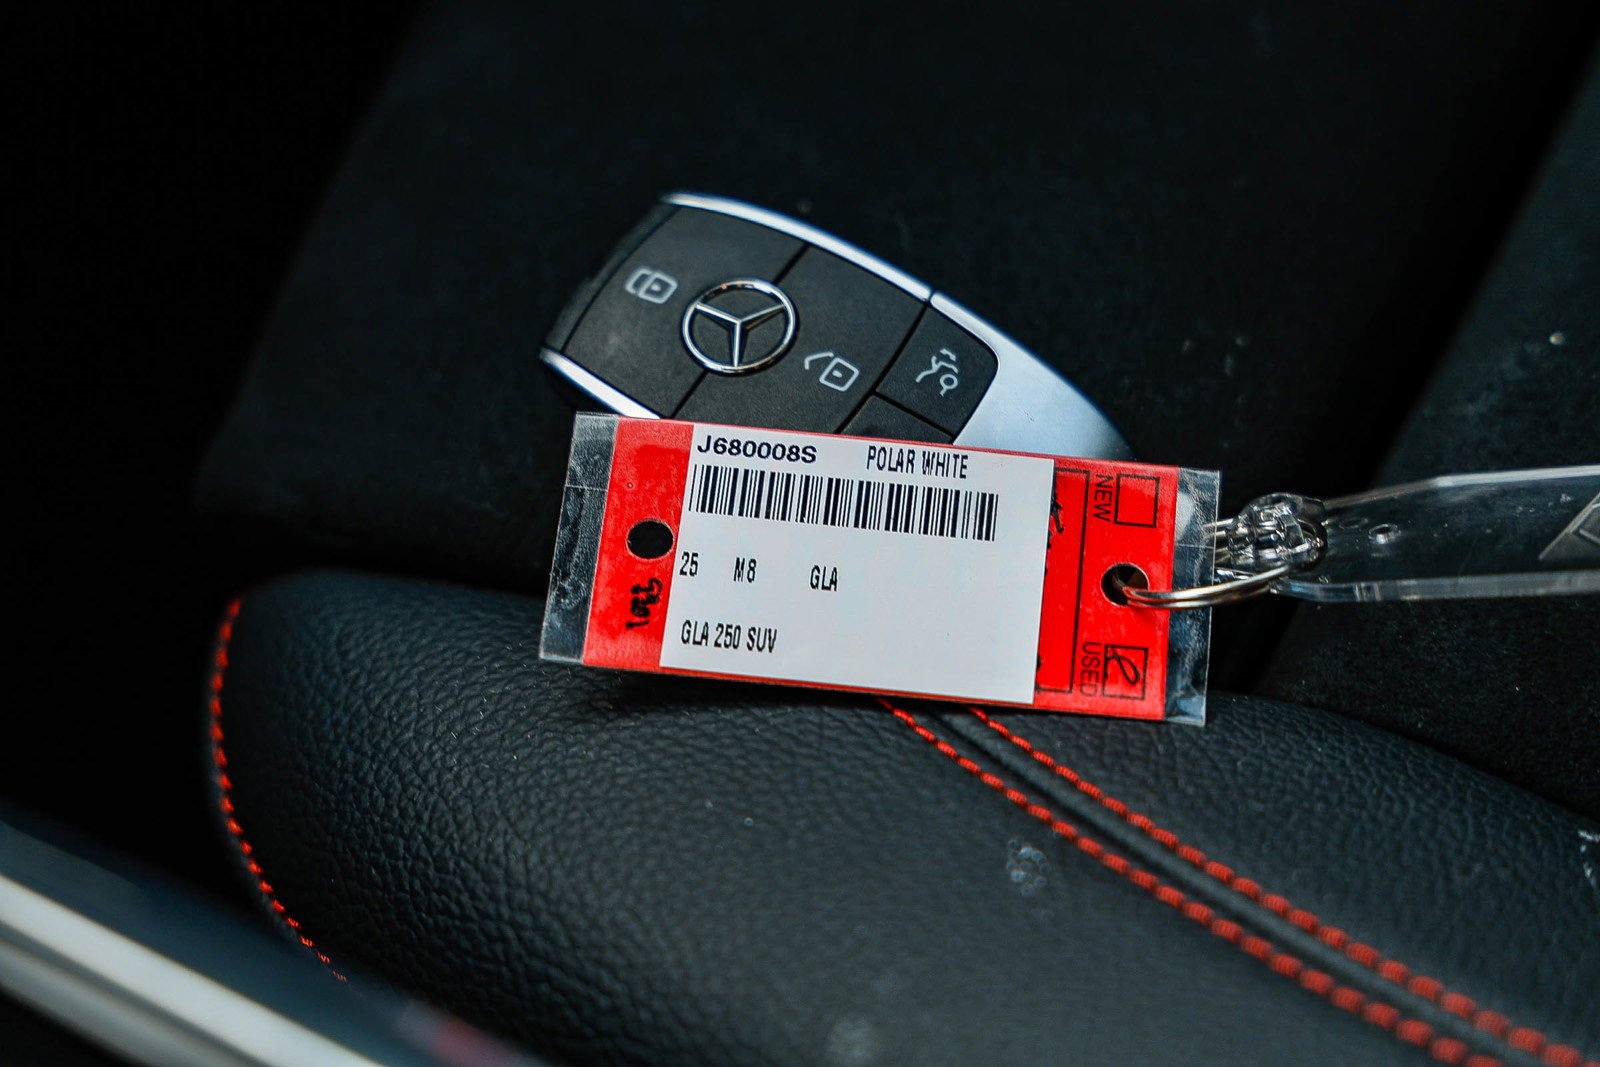 J680008S POLAR WHITE
25 M8 GLA
GLA 250 SUV
NEW
USED